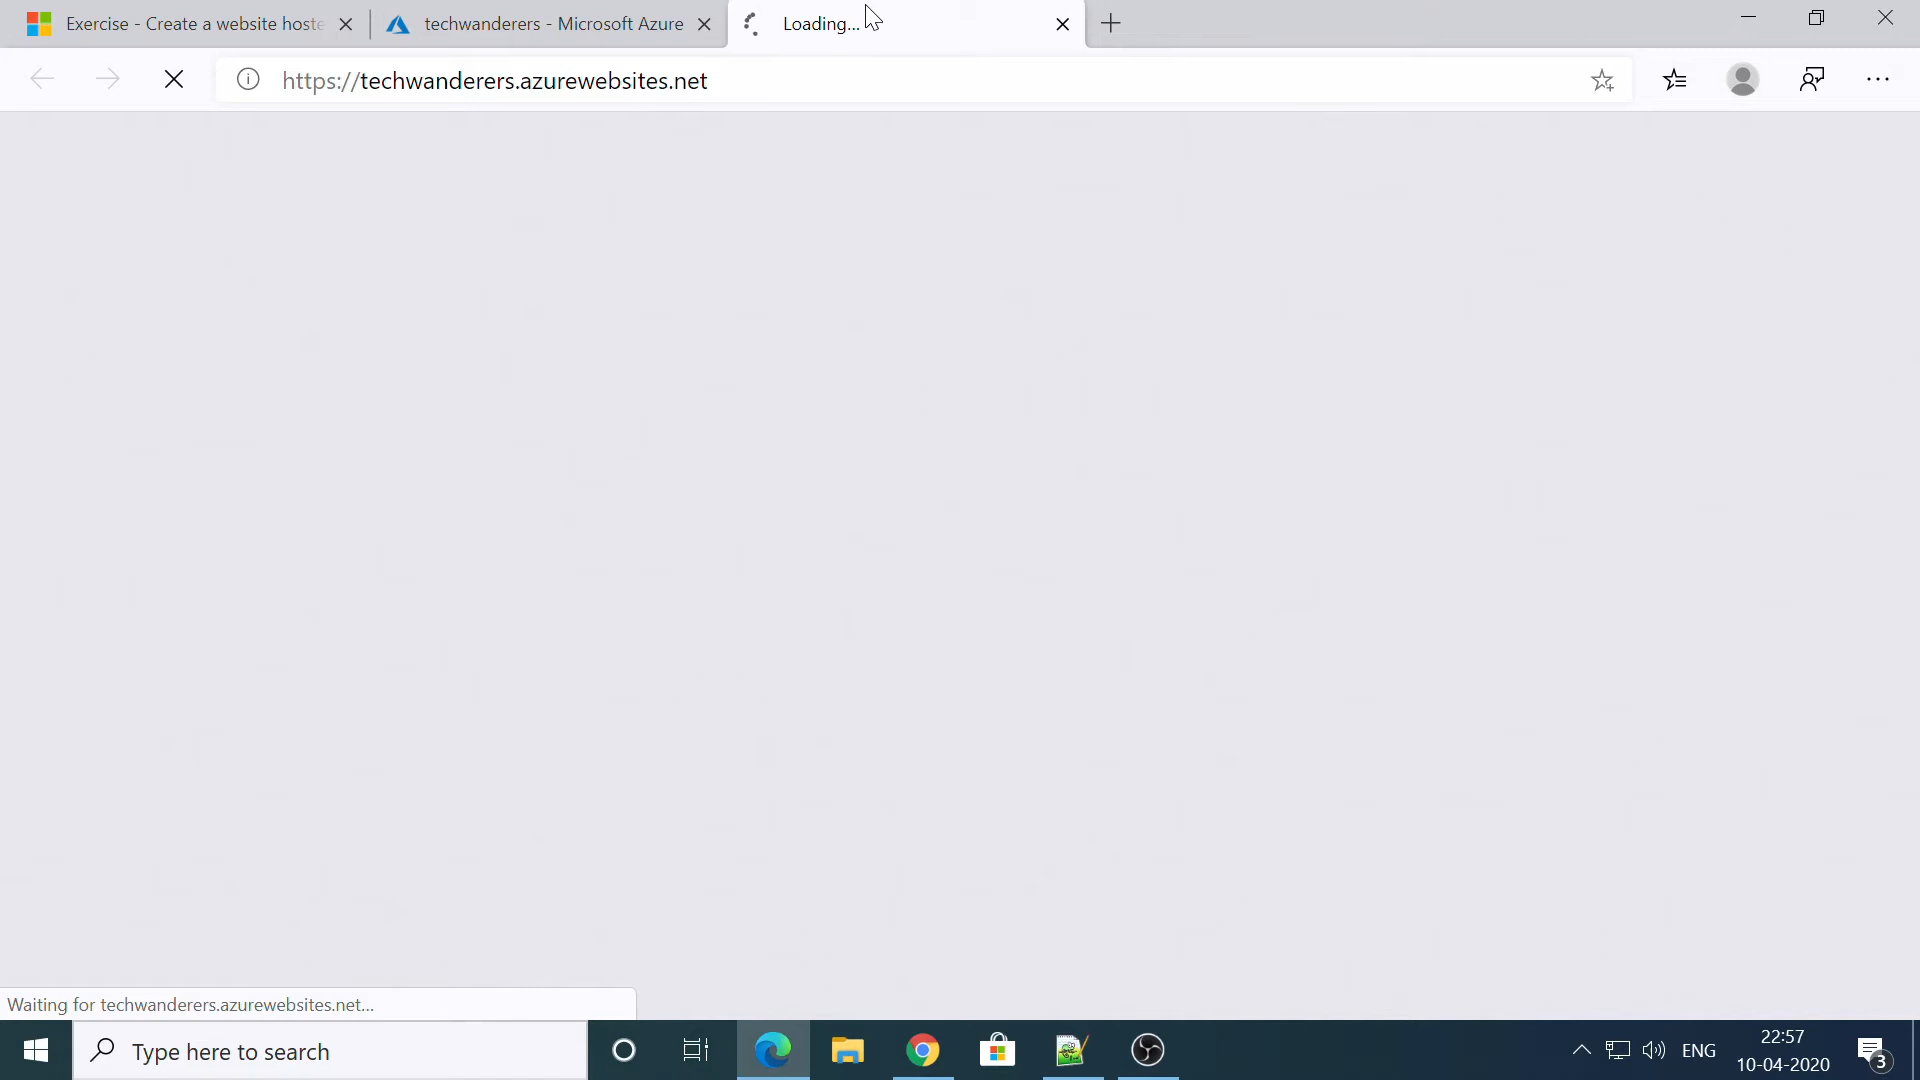 Exercise - Create a website hoste
techwanderers - Microsoft Azure
Loading...
https://techwanderers.azurewebsites.net
Waiting for techwanderers.azurewebsites.net...
Type here to search
ENG
22:57
10-04-2020
3